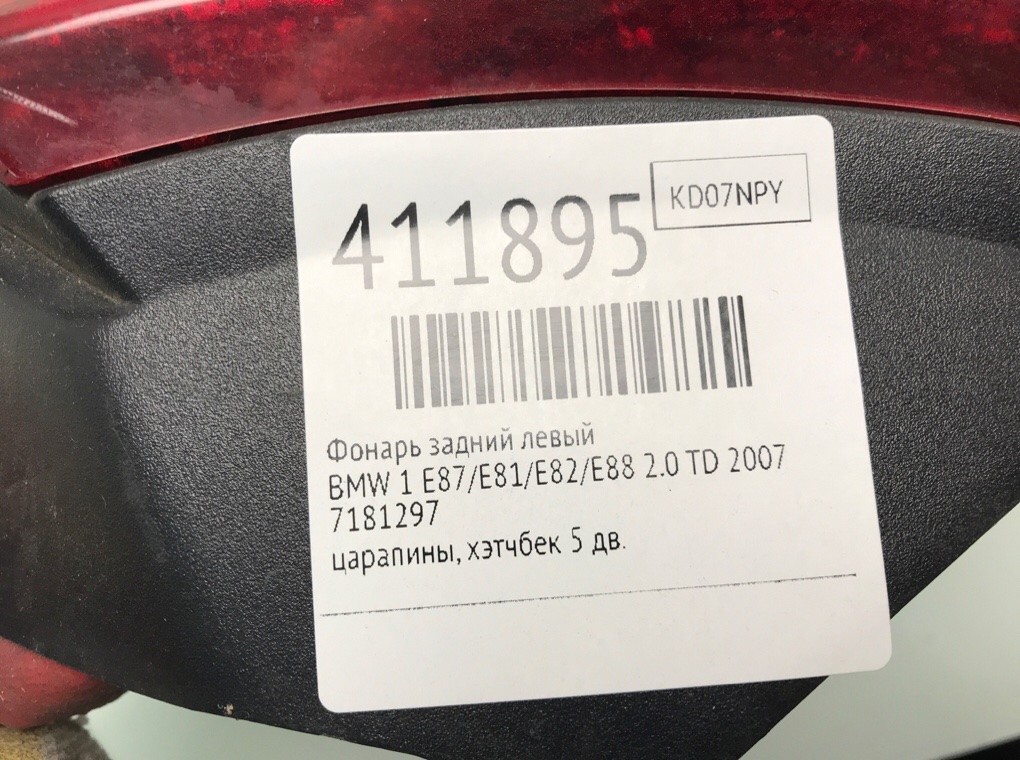 411895
KD07NPY
Фонарь задний левый
BMW 1 E87/E81/E82/E88 2.0 TD 2007
7181297
царапины, хэтчбек 5 дв.